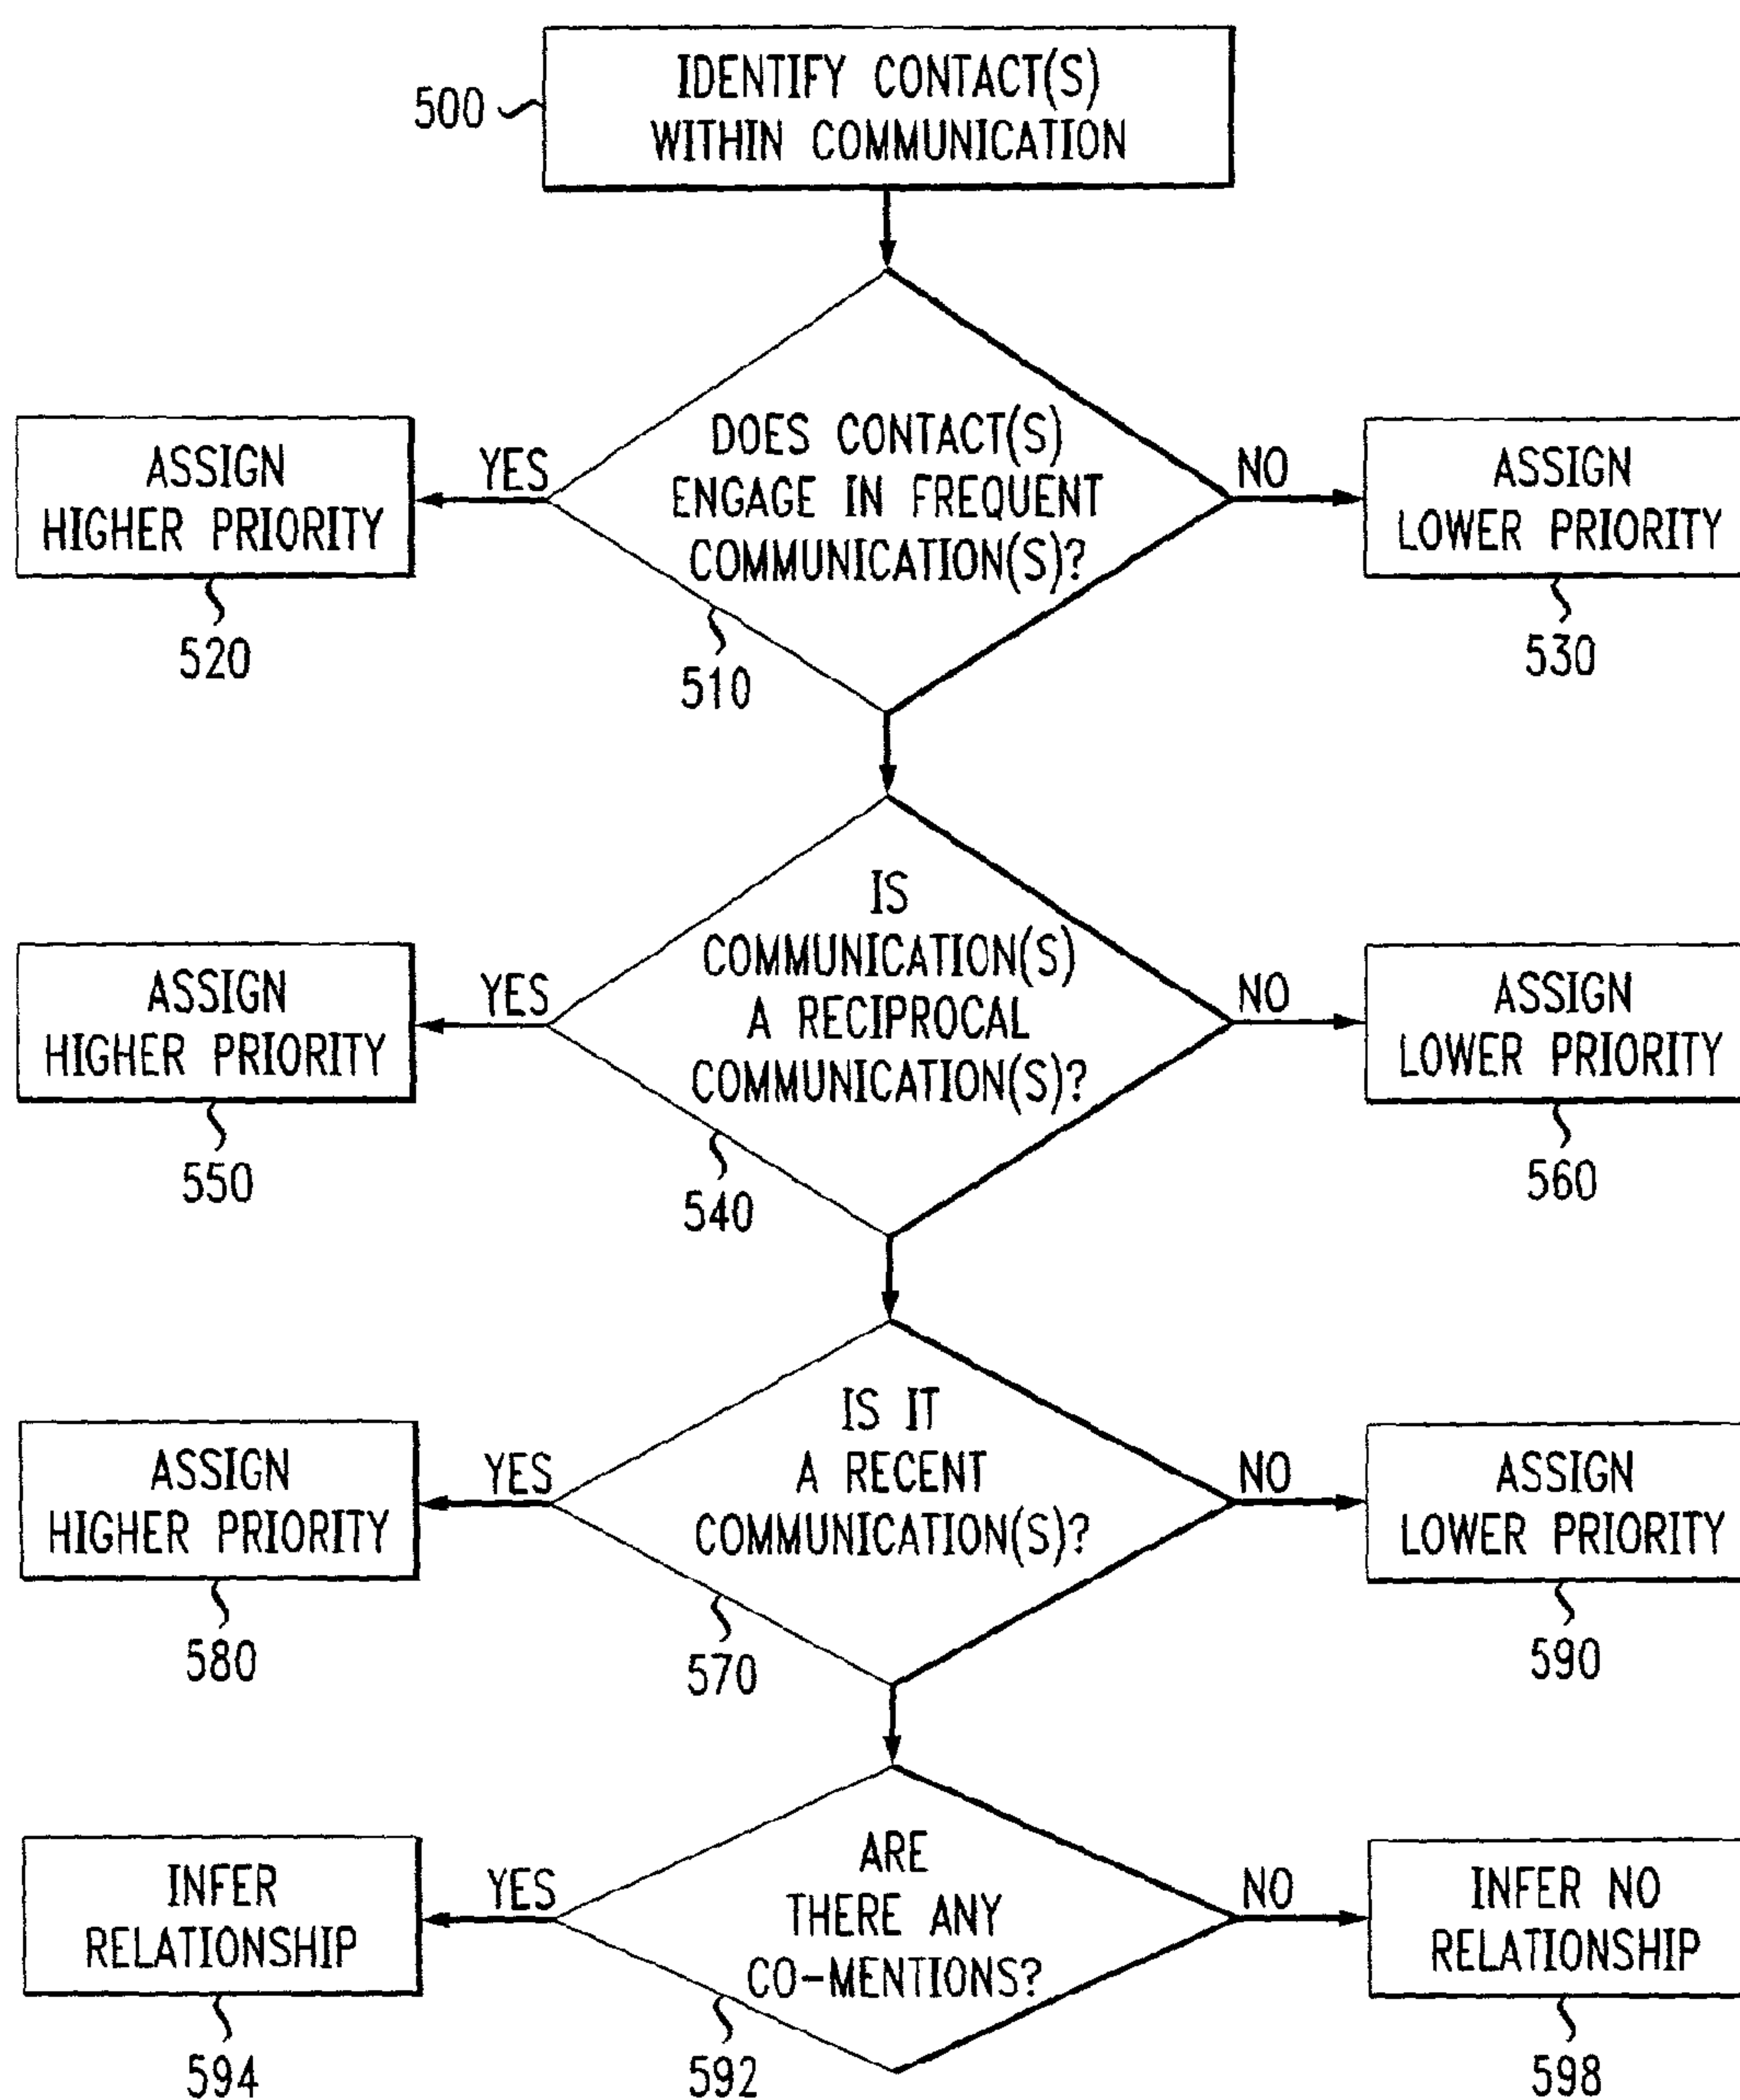 IDENTIFY CONTACT(S)
WITHIN COMMUNICATION
500
DOES CONTACT(S)
ENGAGE IN FREQUENT
COMMUNICATION(S)?
510
YES
ASSIGN
HIGHER PRIORITY
520
NO
ASSIGN
LOWER PRIORITY
530
IS
COMMUNICATION(S)
A RECIPROCAL
COMMUNICATION(S)?
540
YES
ASSIGN
HIGHER PRIORITY
550
NO
ASSIGN
LOWER PRIORITY
560
IS IT
A RECENT
COMMUNICATION(S)?
570
YES
ASSIGN
HIGHER PRIORITY
580
NO
ASSIGN
LOWER PRIORITY
590
ARE
THERE ANY
CO-MENTIONS?
592
YES
INFER
RELATIONSHIP
594
NO
INFER NO
RELATIONSHIP
598